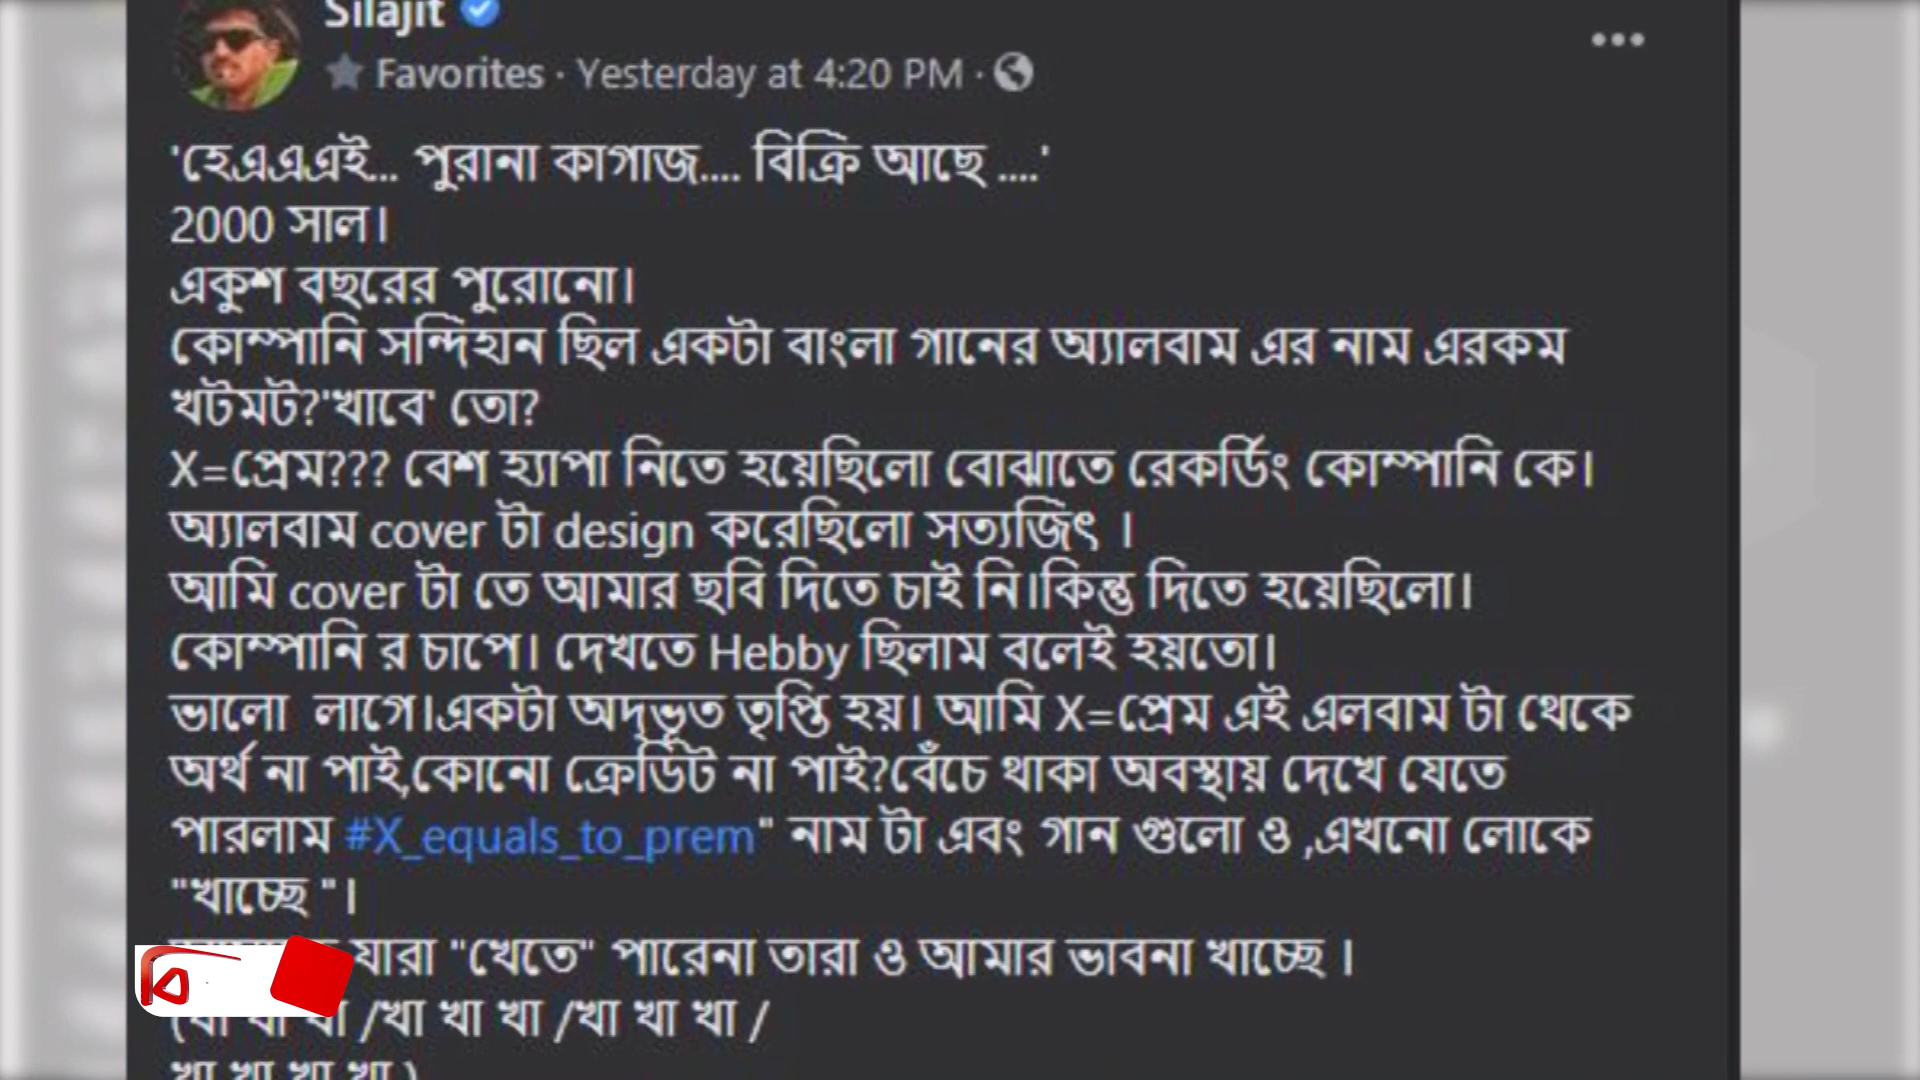 Silajit
Favorites · Yesterday at 4:20 PM ·
'হেএএএই... পুরানা কাগাজ.... বিক্রি আছে ....'
2000 সাল।
একুশ বছরের পুরোনো।
কোম্পানি সন্দিহান ছিল একটা বাংলা গানের অ্যালবাম এর নাম এরকম
খটমট?'খাবে' তো?
X=প্রেম??? বেশ হ্যাপা নিতে হয়েছিলো বোঝাতে রেকর্ডিং কোম্পানি কে।
অ্যালবাম cover টা design করেছিলো সত্যজিৎ ।
আমি cover টা তে আমার ছবি দিতে চাই নি।কিন্তু দিতে হয়েছিলো।
কোম্পানি র চাপে। দেখতে Hebby ছিলাম বলেই হয়তো।
ভালো লাগে।একটা অদ্ভূত তৃপ্তি হয়। আমি X=প্রেম এই এলবাম টা থেকে
অর্থ না পাই,কোনো ক্রেডিট না পাই?বেঁচে থাকা অবস্থায় দেখে যেতে
পারলাম #X_equals_to_prem" নাম টা এবং গান গুলো ও ,এখনো লোকে
"খাচ্ছে "।
যারা "খেতে" পারেনা তারা ও আমার ভাবনা খাচ্ছে ।
(খা খা খা /খা খা খা /খা খা খা /
খা খা খা খা )